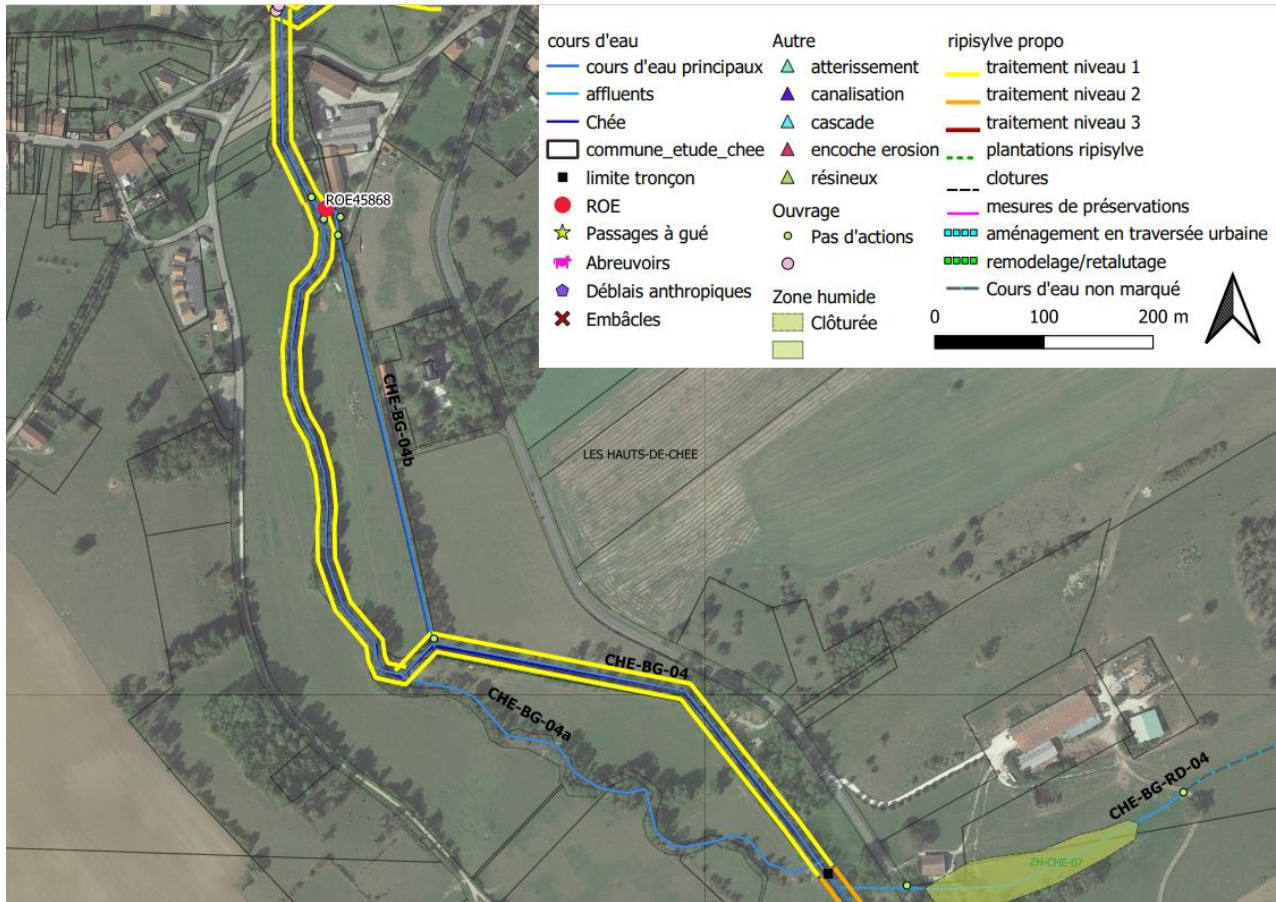 cours d'eau
cours d'eau principaux
affluents
Chée
commune_etude_chee
limite tronçon
ROE
Passages à gué
Abreuvoirs
Déblais anthropiques
Embâcles
Autre
atterissement
canalisation
cascade
encoche erosion
résineux
Ouvrage
Pas d'actions
Zone humide
Clôturée
ripisylve propo
traitement niveau 1
traitement niveau 2
traitement niveau 3
plantations ripisylve
clotures
mesures de préservations
aménagement en traversée urbaine
remodelage/retalutage
Cours d'eau non marqué
0 100 200 m
ROE45868
CHE-BG-04b
LES HAUTS-DE-CHEE
CHE-BG-04
CHE-BG-04a
CHE-BG-RD-04
ZH-CHE-07